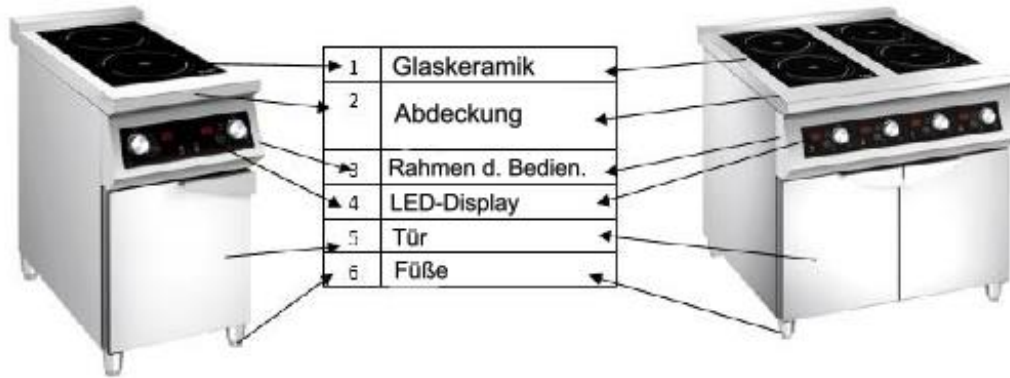 1 Glaskeramik
2 Abdeckung
3 Rahmen d. Bedien.
4 LED-Display
5 Tür
6 Füße